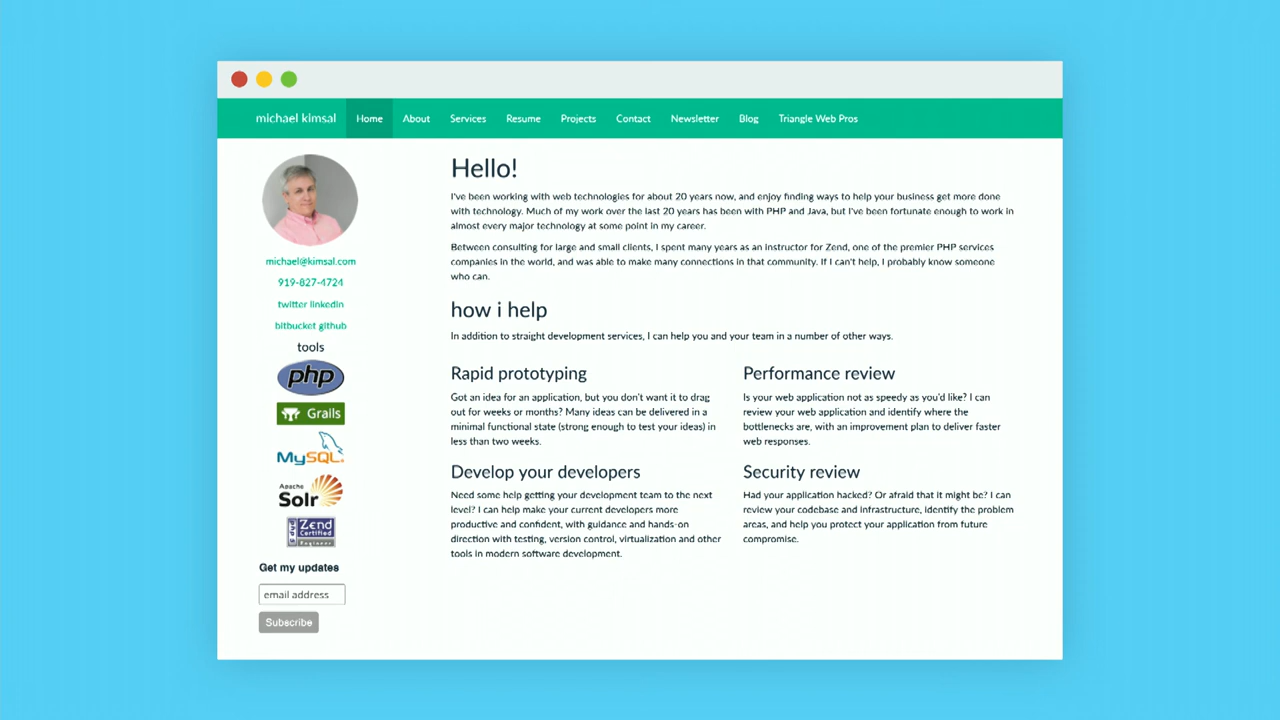 michael kimsal Home About Services Resume Projects Contact Newsletter Blog Triangle Web Pros
michael@kimsal.com
919-827-4724
twitter linkedin
bitbucket github
tools
php
Grails
MySQL
Apache
Solr
php5
Zend
Certified
Engineer
Get my updates
email address
Subscribe
Hello!
I've been working with web technologies for about 20 years now, and enjoy finding ways to help your business get more done
with technology. Much of my work over the last 20 years has been with PHP and Java, but I've been fortunate enough to work in
almost every major technology at some point in my career.
Between consulting for large and small clients, I spent many years as an instructor for Zend, one of the premier PHP services
companies in the world, and was able to make many connections in that community. If I can't help, I probably know someone
who can.
how i help
In addition to straight development services, I can help you and your team in a number of other ways.
Rapid prototyping
Got an idea for an application, but you don't want it to drag
out for weeks or months? Many ideas can be delivered in a
minimal functional state (strong enough to test your ideas) in
less than two weeks.
Performance review
Is your web application not as speedy as you'd like? I can
review your web application and identify where the
bottlenecks are, with an improvement plan to deliver faster
web responses.
Develop your developers
Need some help getting your development team to the next
level? I can help make your current developers more
productive and confident, with guidance and hands-on
direction with testing, version control, virtualization and other
tools in modern software development.
Security review
Had your application hacked? Or afraid that it might be? I can
review your codebase and infrastructure, identify the problem
areas, and help you protect your application from future
compromise.